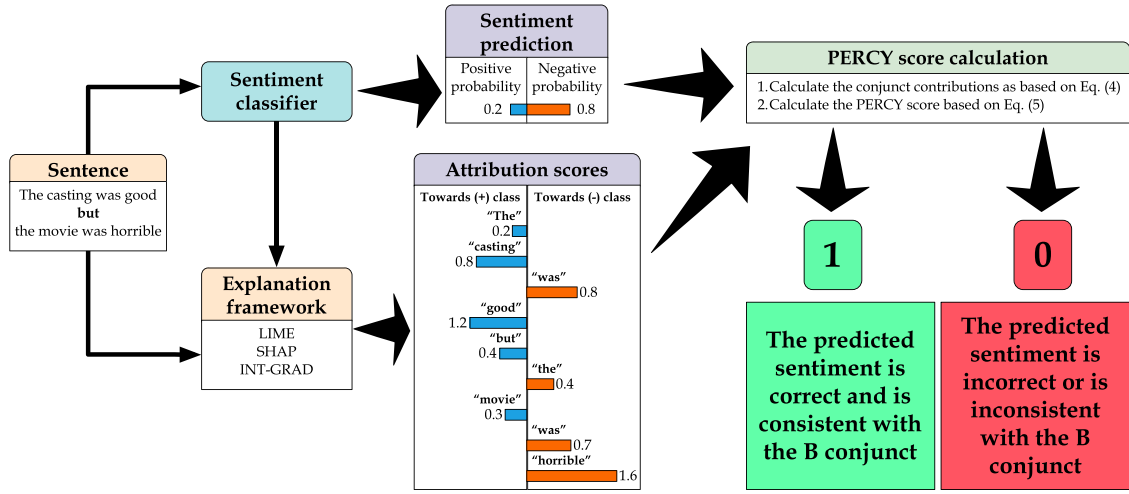 Sentence
The casting was good
but
the movie was horrible
Sentiment
classifier
Explanation
framework
LIME
SHAP
INT-GRAD
Sentiment
prediction
Positive
probability
Negative
probability
0.2
0.8
Attribution scores
Towards (+) class
Towards (-) class
“The”
0.2
“casting”
0.8
“was”
0.8
“good”
1.2
“but”
0.4
“the”
0.4
“movie”
0.3
“was”
0.7
“horrible”
1.6
PERCY score calculation
1.Calculate the conjunct contributions as based on Eq. (4)
2.Calculate the PERCY score based on Eq. (5)
1
The predicted
sentiment is
correct and is
consistent with
the B conjunct
0
The predicted
sentiment is
incorrect or is
inconsistent
with the B
conjunct